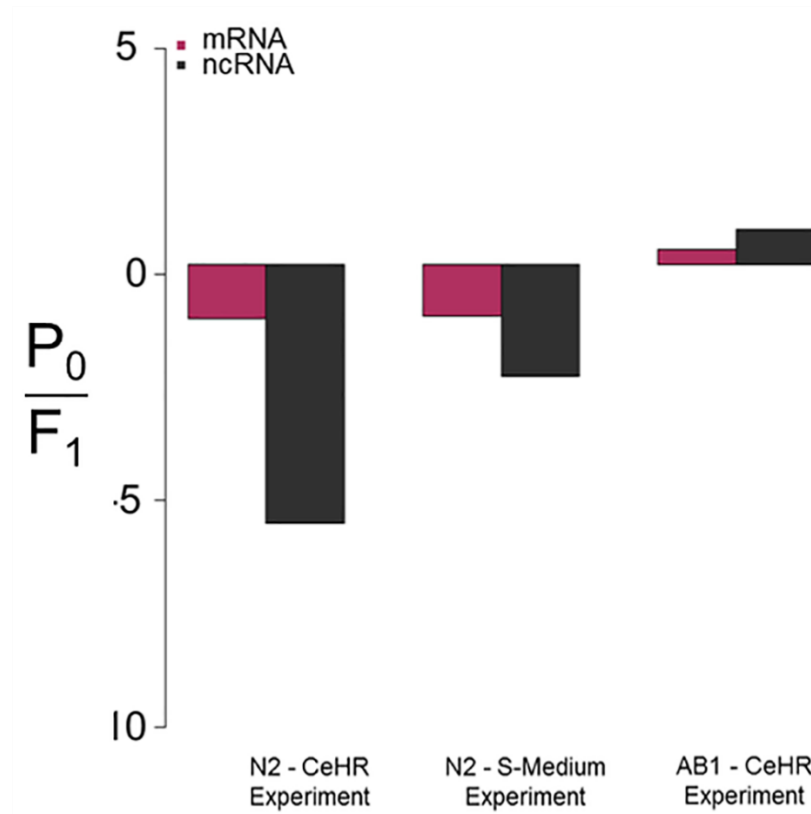 5
mRNA
ncRNA
0
P0
F1
-5
10
N2 - CeHR
Experiment
N2 - S-Medium
Experiment
AB1 - CeHR
Experiment